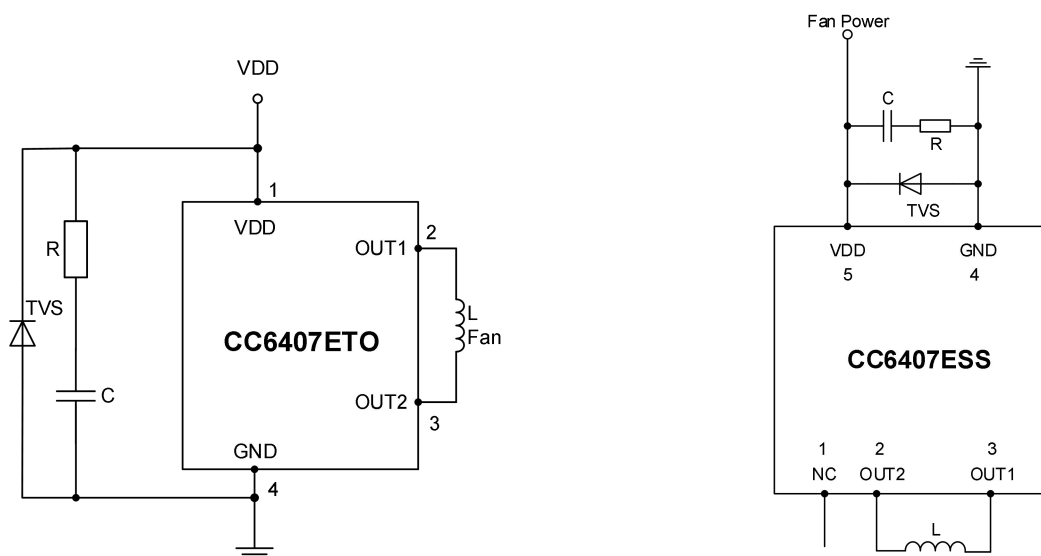 VDD
1
VDD
2
OUT1
R
TVS
L
Fan
CC6407ETO
C
OUT2
3
GND
4
Fan Power
C
R
TVS
VDD
GND
5
4
CC6407ESS
1
2
3
NC
OUT2
OUT1
L